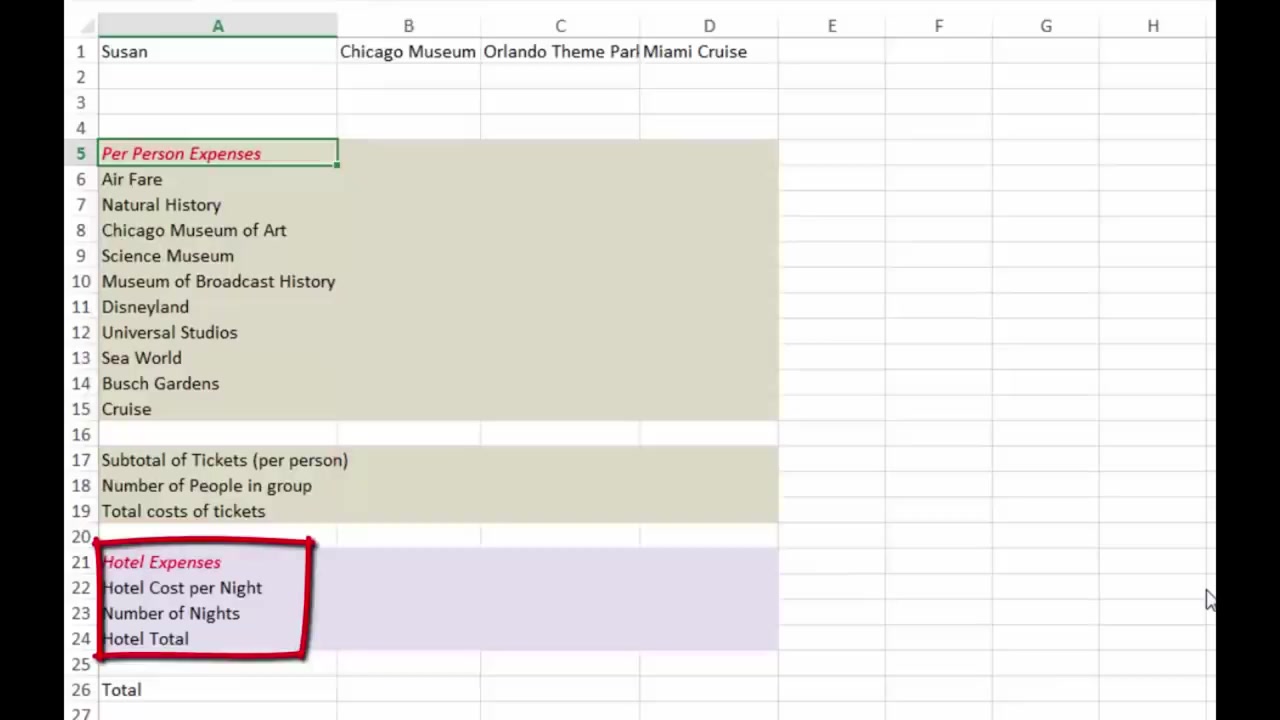 A B C D E F G H
1 Susan Chicago Museum Orlando Theme Parl Miami Cruise
2
3
4
5 Per Person Expenses
6 Air Fare
7 Natural History
8 Chicago Museum of Art
9 Science Museum
10 Museum of Broadcast History
11 Disneyland
12 Universal Studios
13 Sea World
14 Busch Gardens
15 Cruise
16
17 Subtotal of Tickets (per person)
18 Number of People in group
19 Total costs of tickets
20
21 Hotel Expenses
22 Hotel Cost per Night
23 Number of Nights
24 Hotel Total
25
26 Total
27